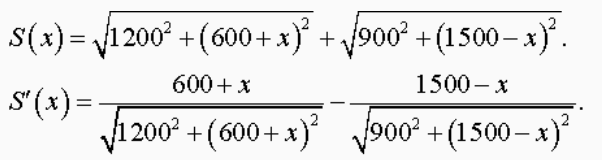 S(x) = √(1200² + (600 + x)²) + √(900² + (1500 − x)²).
S′(x) = (600 + x)/√(1200² + (600 + x)²) − (1500 − x)/√(900² + (1500 − x)²).